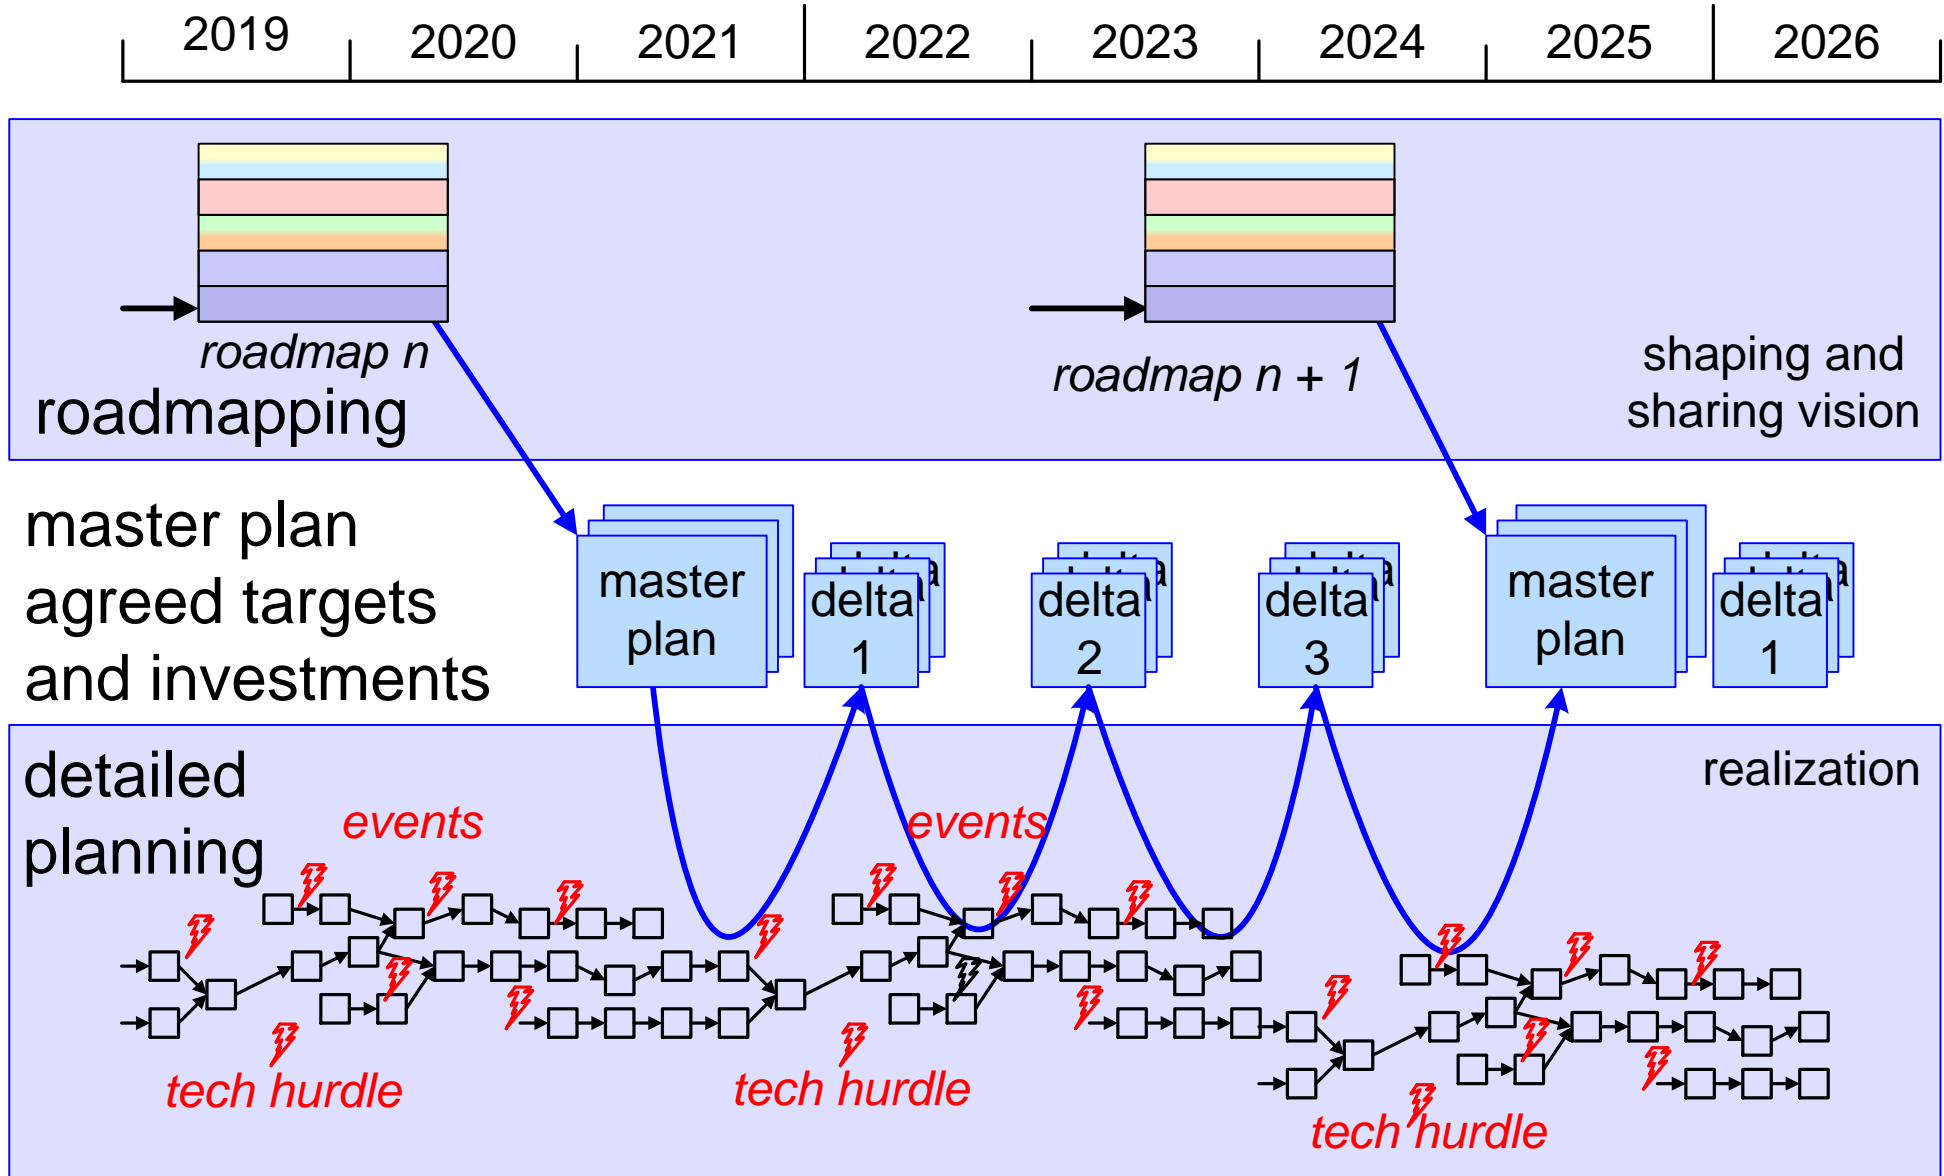 2019 2020 2021 2022 2023 2024 2025 2026
roadmap n
roadmap n + 1
roadmapping
shaping and
sharing vision
master plan
agreed targets
and investments
master
plan
delta
1
delta
2
delta
3
master
plan
delta
1
detailed
planning
realization
events
events
tech hurdle
tech hurdle
tech hurdle